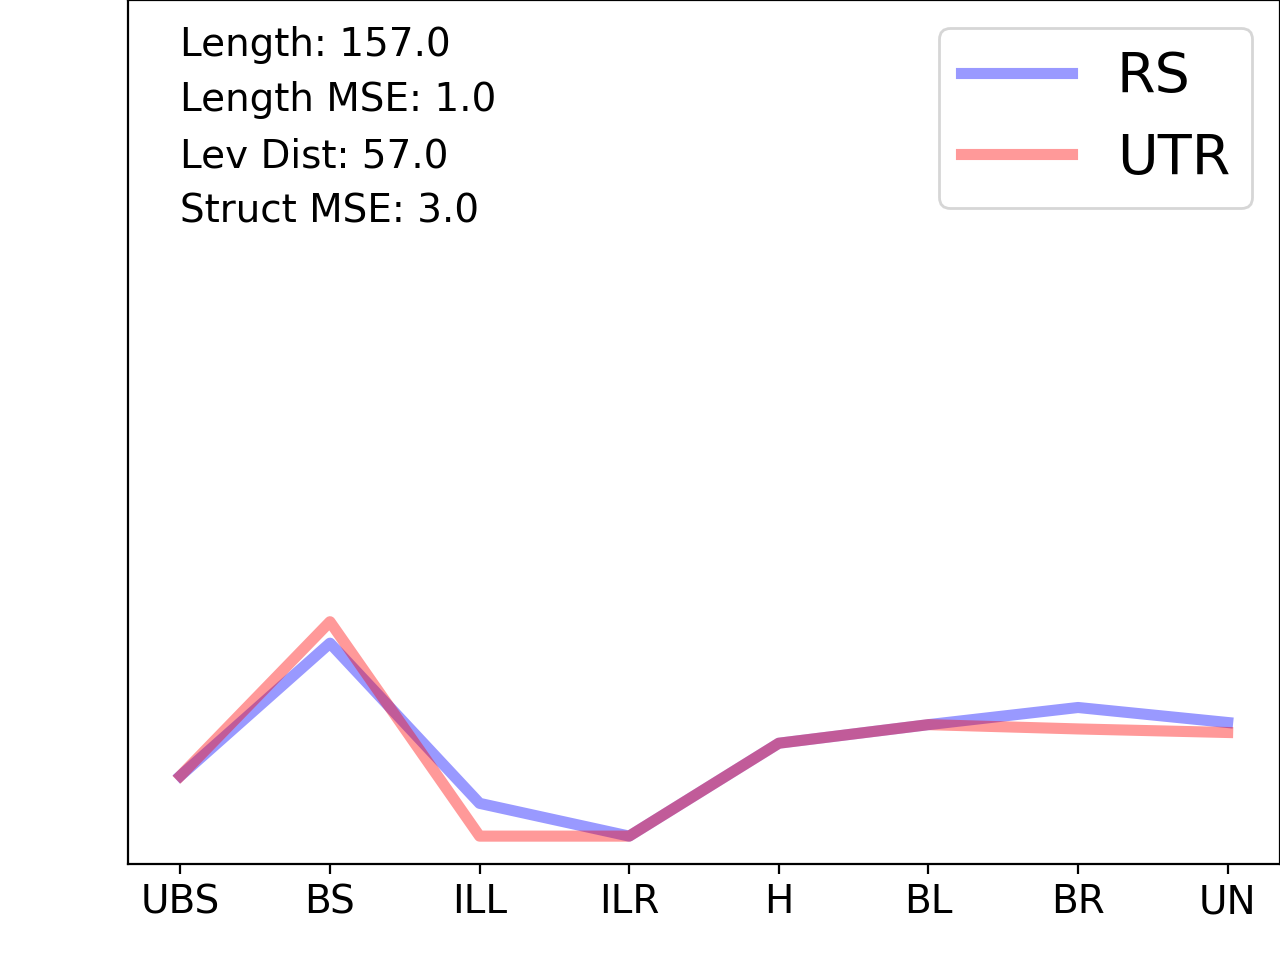 Length: 157.0
Length MSE: 1.0
Lev Dist: 57.0
Struct MSE: 3.0
RS
UTR
UBS BS ILL ILR H BL BR UN